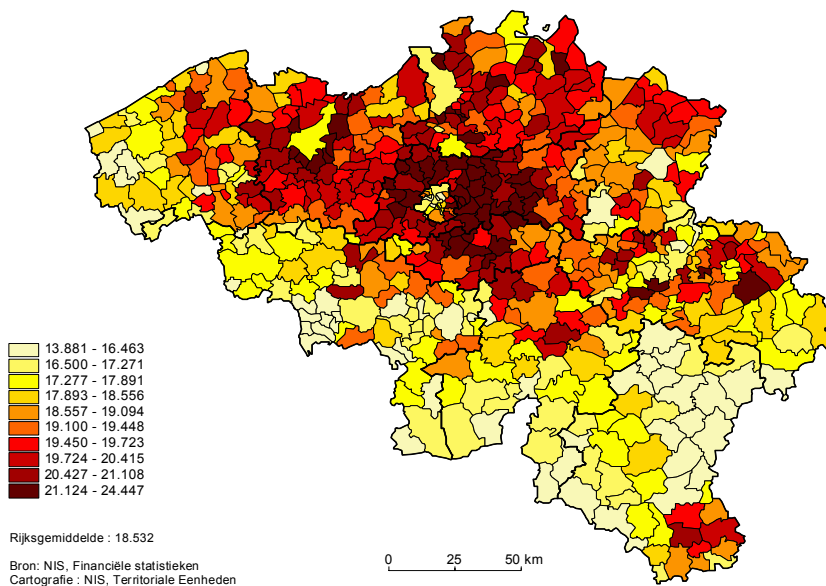 13.881 - 16.463
16.500 - 17.271
17.277 - 17.891
17.893 - 18.556
18.557 - 19.094
19.100 - 19.448
19.450 - 19.723
19.724 - 20.415
20.427 - 21.108
21.124 - 24.447
Rijksgemiddelde : 18.532
Bron: NIS, Financiële statistieken
Cartografie : NIS, Territoriale Eenheden
0 25 50 km